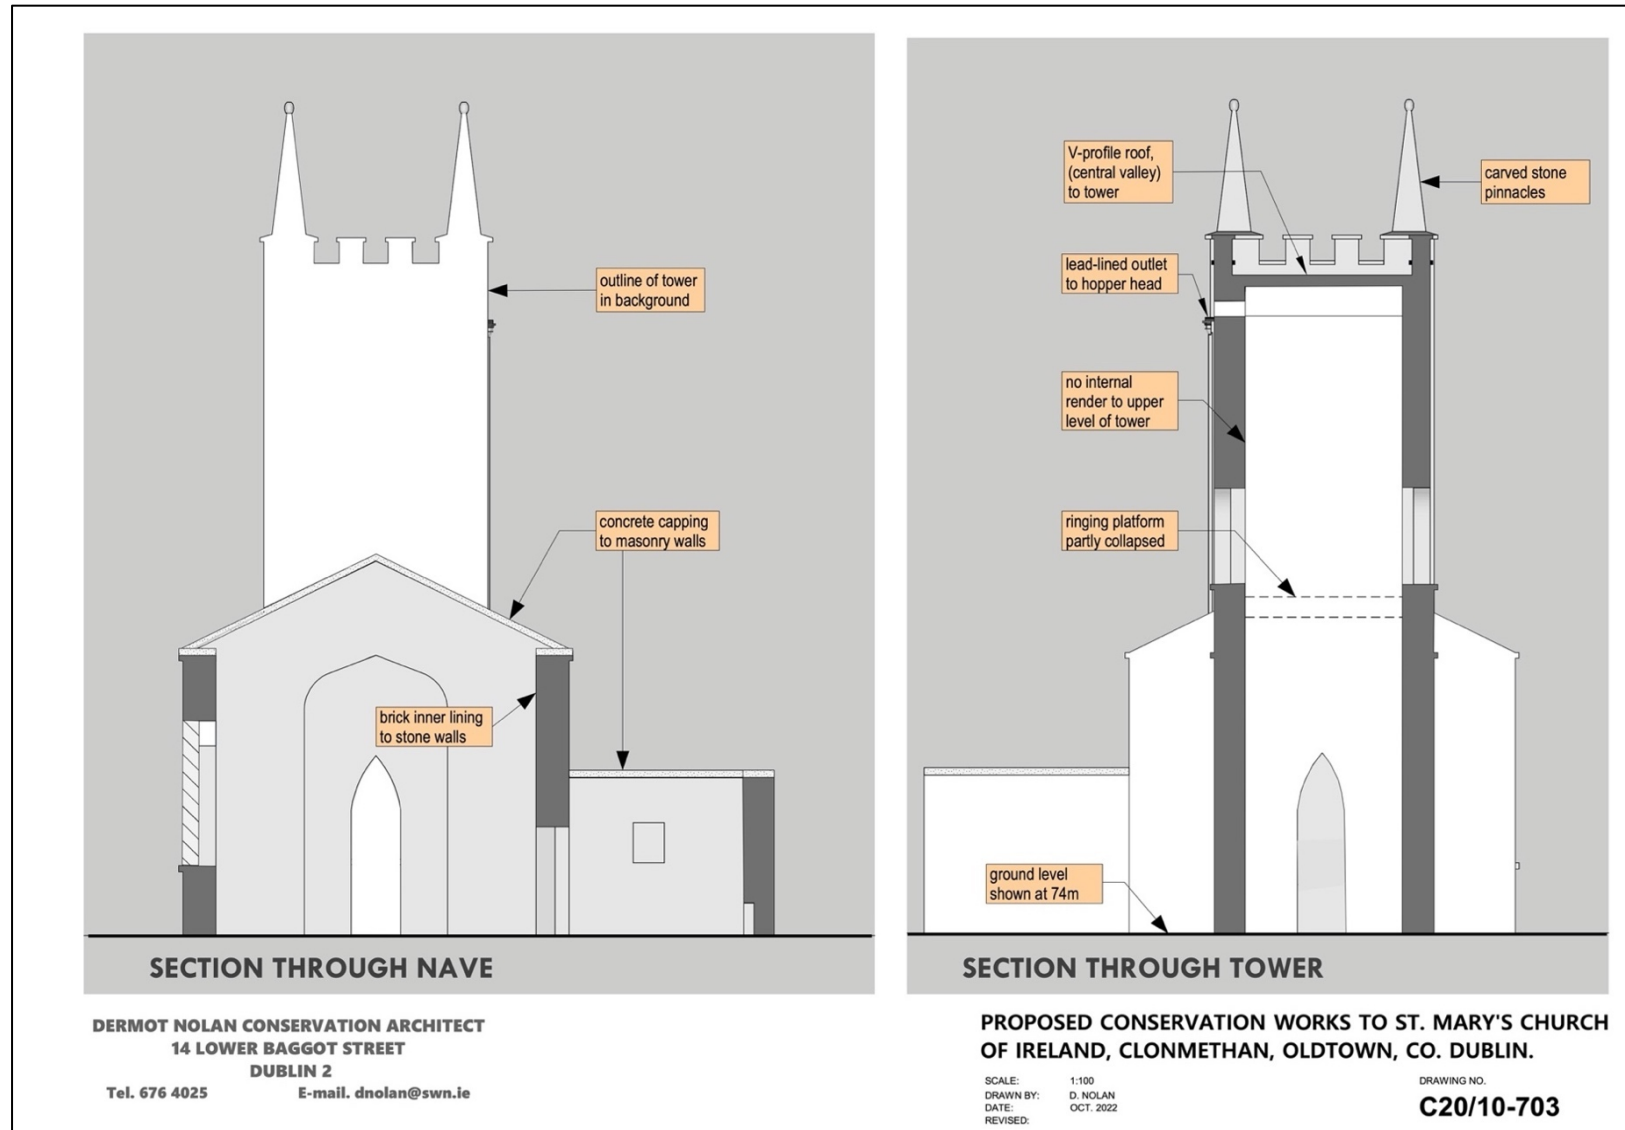 outline of tower
in background
concrete capping
to masonry walls
brick inner lining
to stone walls
SECTION THROUGH NAVE
V-profile roof,
(central valley)
to tower
carved stone
pinnacles
lead-lined outlet
to hopper head
no internal
render to upper
level of tower
ringing platform
partly collapsed
ground level
shown at 74m
SECTION THROUGH TOWER
DERMOT NOLAN CONSERVATION ARCHITECT
14 LOWER BAGGOT STREET
DUBLIN 2
Tel. 676 4025 E-mail. dnolan@swn.ie
PROPOSED CONSERVATION WORKS TO ST. MARY'S CHURCH
OF IRELAND, CLONMETHAN, OLDTOWN, CO. DUBLIN.
SCALE: 1:100
DRAWN BY: D. NOLAN
DATE: OCT. 2022
REVISED:
DRAWING NO.
C20/10-703